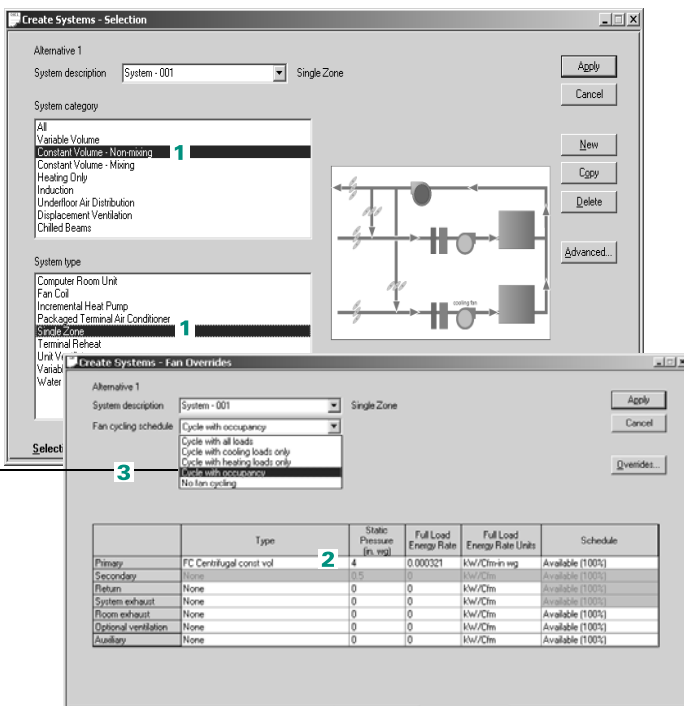 Create Systems - Selection
Alternative 1
System description System - 001 Single Zone
Apply
Cancel
System category
All
Variable Volume
Constant Volume - Non-mixing 1
Constant Volume - Mixing
Heating Only
Induction
Underfloor Air Distribution
Displacement Ventilation
Chilled Beams
New
Copy
Delete
Advanced...
cooling fan
System type
Computer Room Unit
Fan Coil
Incremental Heat Pump
Packaged Terminal Air Conditioner
Single Zone 1
Terminal Reheat
Unit V
Variabl
Water
Selecti
Create Systems - Fan Overrides
Alternative 1
System description System - 001 Single Zone
Fan cycling schedule Cycle with occupancy
Cycle with all loads
Cycle with cooling loads only
Cycle with heating loads only
3 Cycle with occupancy
No fan cycling
Apply
Cancel
Overrides...
Type Static Pressure (in. wg) Full Load Energy Rate Full Load Energy Rate Units Schedule
Primary FC Centrifugal const vol 2 4 0.000321 kW/Cfm-in wg Available (100%)
Secondary None 0.5 0 kW/Cfm Available (100%)
Return None 0 0 kW/Cfm Available (100%)
System exhaust None 0 0 kW/Cfm Available (100%)
Room exhaust None 0 0 kW/Cfm Available (100%)
Optional ventilation None 0 0 kW/Cfm Available (100%)
Auxiliary None 0 0 kW/Cfm Available (100%)